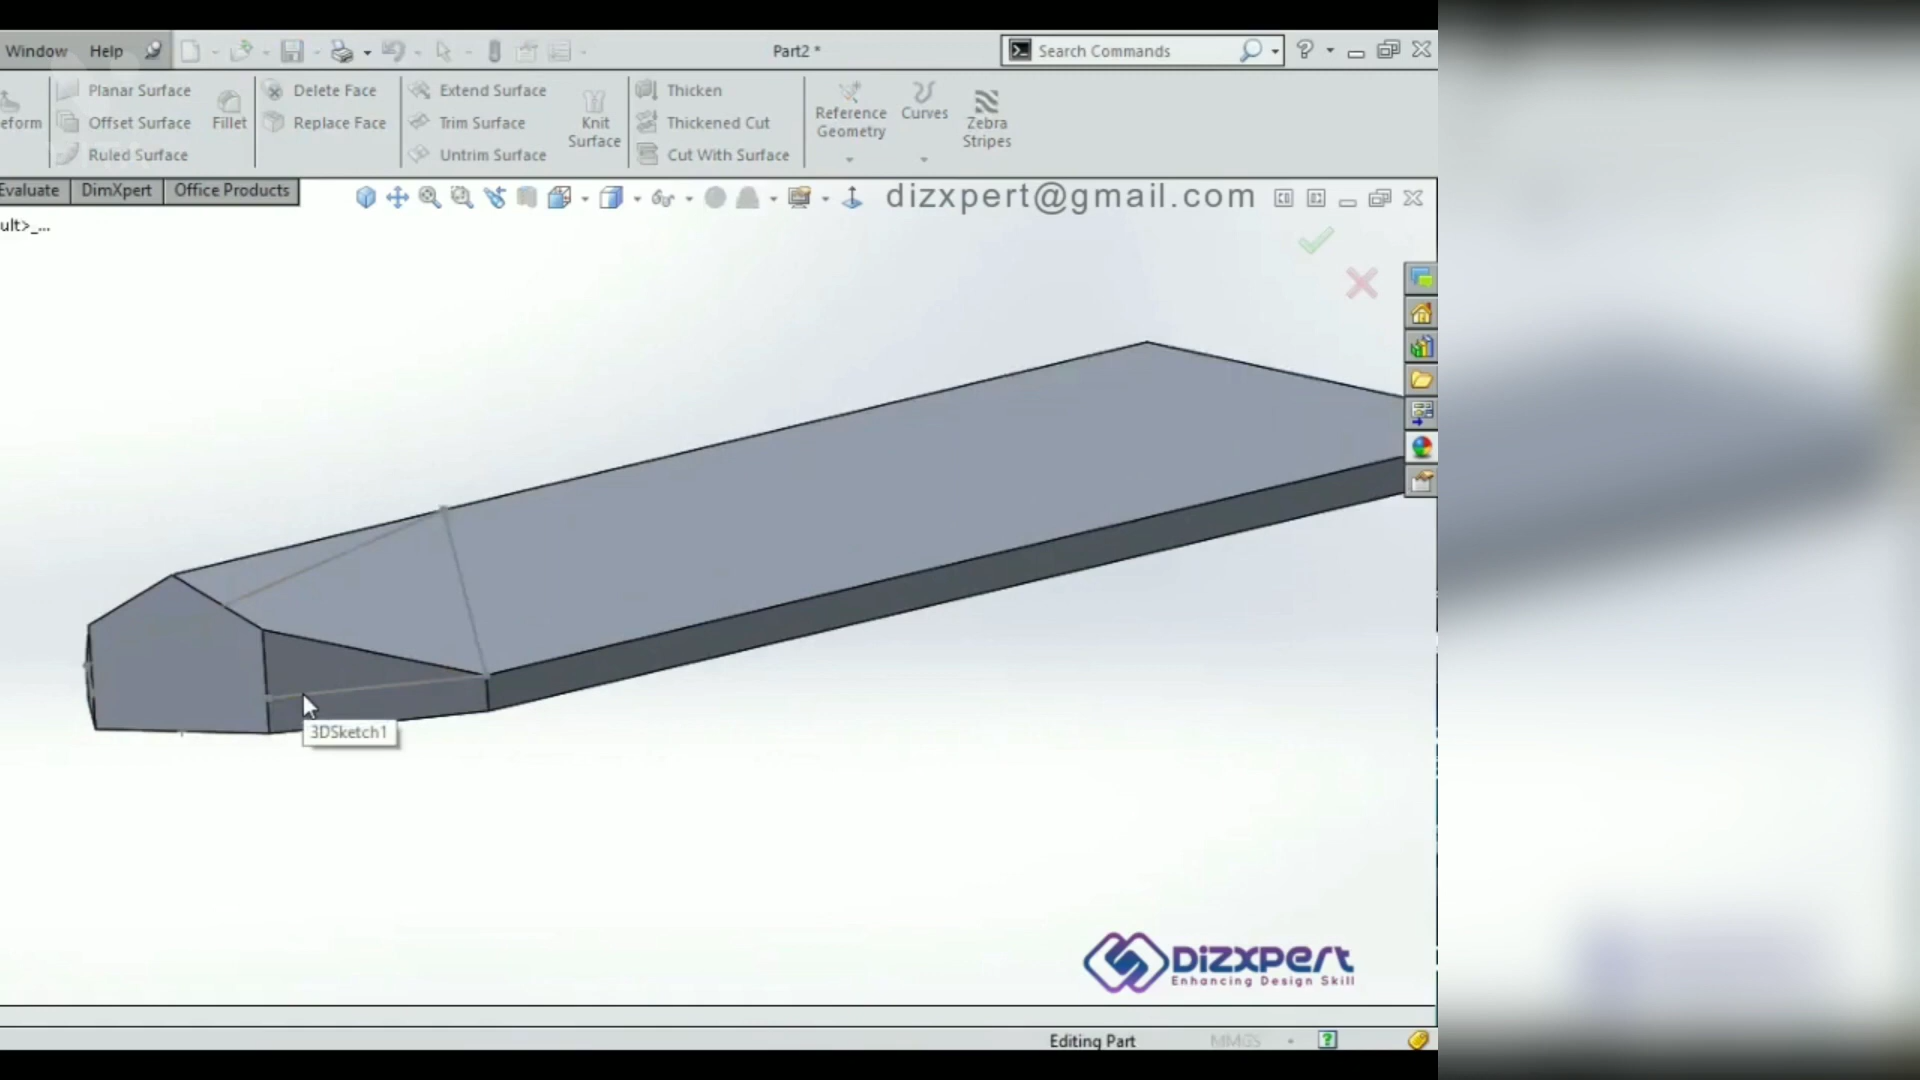 Window Help
Part2 *
Search Commands
eform
Planar Surface
Offset Surface
Ruled Surface
Fillet
Delete Face
Replace Face
Extend Surface
Trim Surface
Untrim Surface
Knit
Surface
Thicken
Thickened Cut
Cut With Surface
Reference
Geometry
Curves
Zebra
Stripes
Evaluate
DimXpert
Office Products
dizxpert@gmail.com
ult>_...
3DSketch1
DiZXPERT
Enhancing Design Skill
Editing Part
MMGS